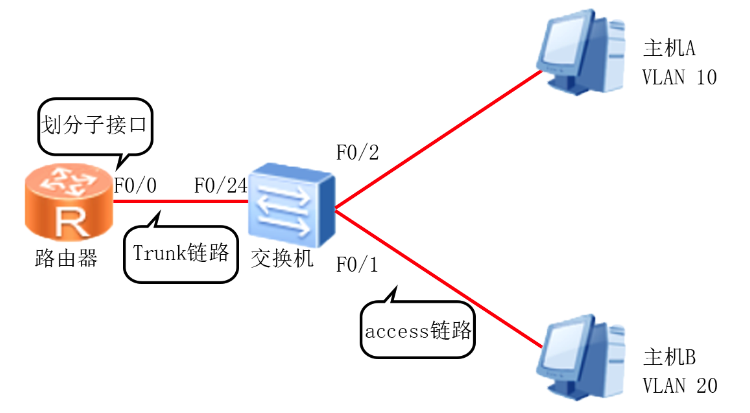 划分子接口
F0/0
F0/24
R
路由器
Trunk链路
交换机
F0/2
F0/1
access链路
主机A
VLAN 10
主机B
VLAN 20